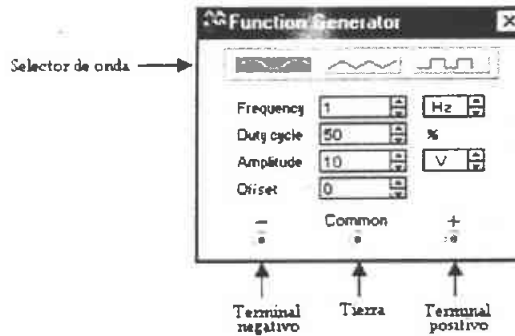 Function Generator
Selector de onda
Frequency 1 Hz
Duty cycle 50 %
Amplitude 10 V
Offset 0
− Common +
Terminal negativo
Tierra
Terminal positivo